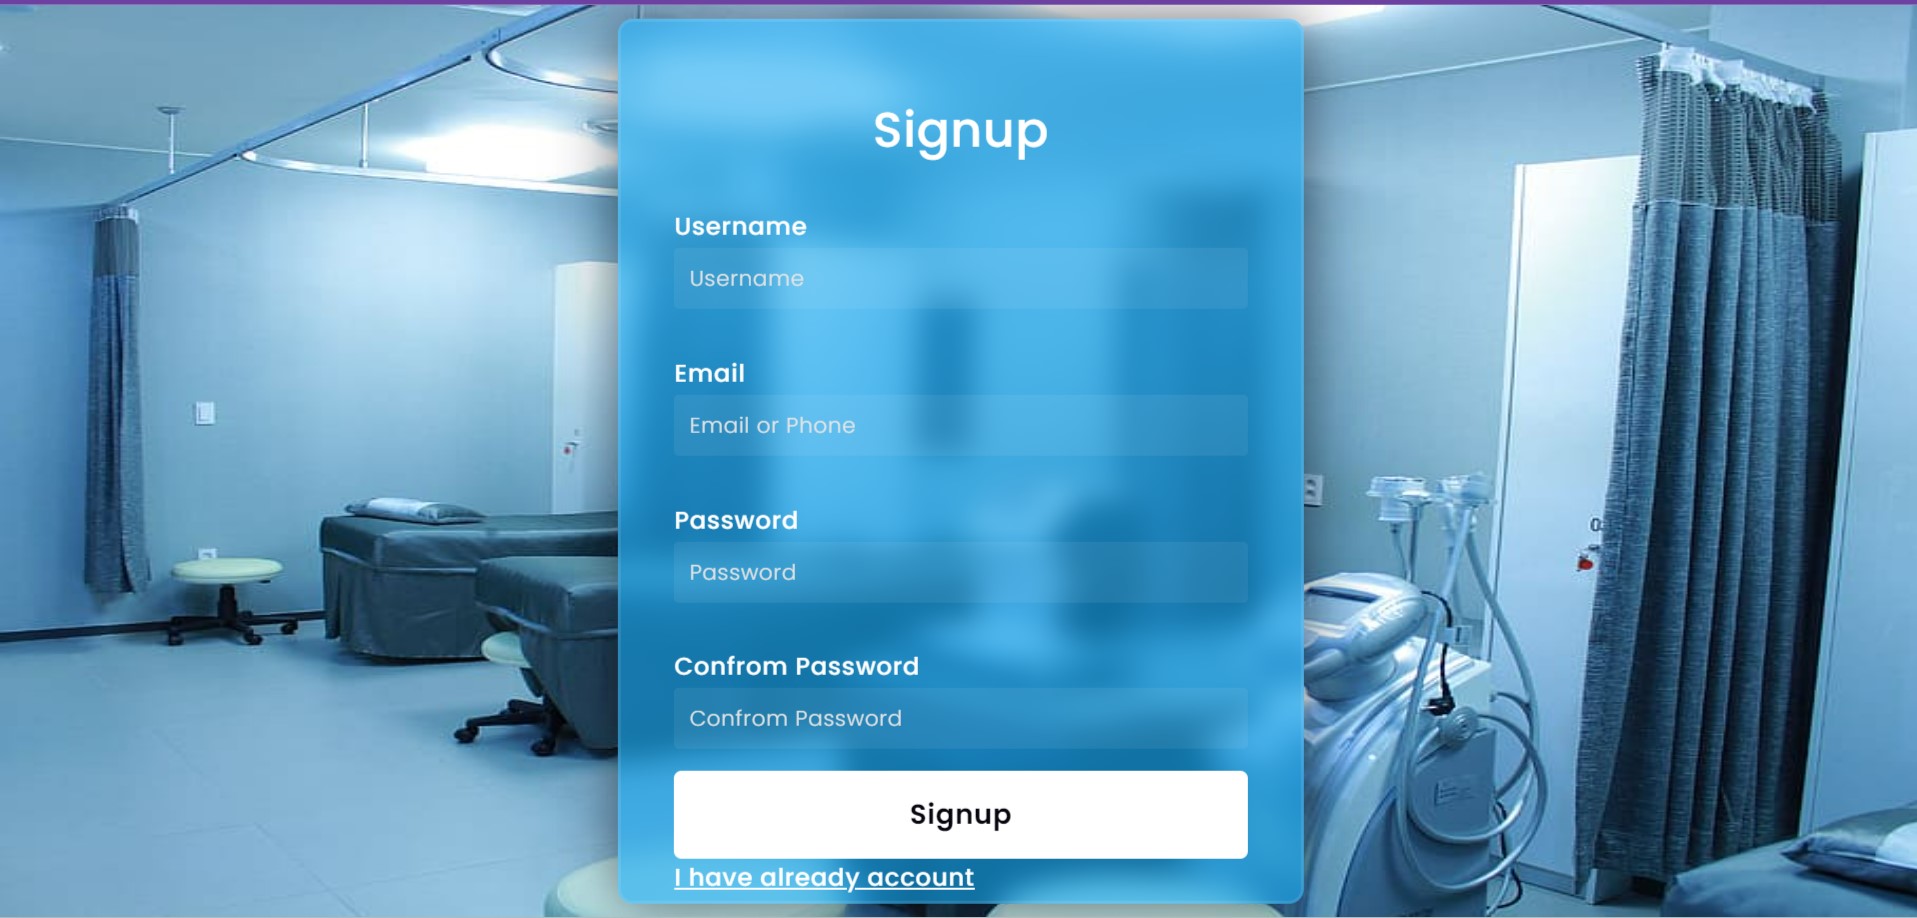 Signup
Username
Username
Email
Email or Phone
Password
Password
Confrom Password
Confrom Password
Signup
I have already account